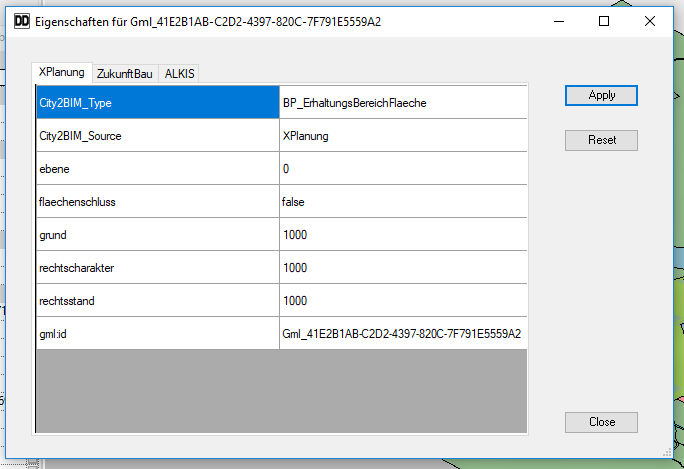 DD Eigenschaften für Gml_41E2B1AB-C2D2-4397-820C-7F791E5559A2
XPlanung ZukunftBau ALKIS
City2BIM_Type BP_ErhaltungsBereichFlaeche
City2BIM_Source XPlanung
ebene 0
flaechenschluss false
grund 1000
rechtscharakter 1000
rechtsstand 1000
gml:id Gml_41E2B1AB-C2D2-4397-820C-7F791E5559A2
Apply
Reset
Close